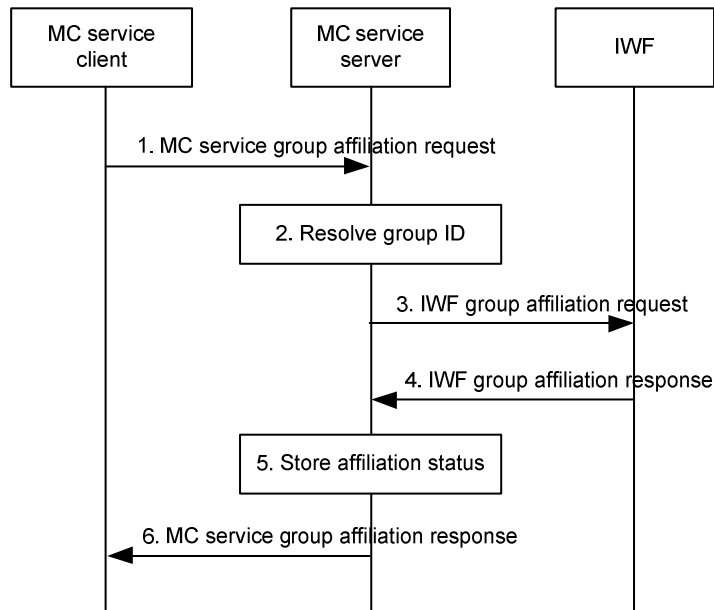 MC service
client
MC service
server
IWF
1. MC service group affiliation request
2. Resolve group ID
3. IWF group affiliation request
4. IWF group affiliation response
5. Store affiliation status
6. MC service group affiliation response